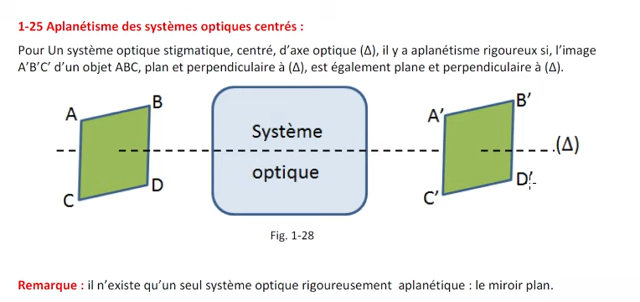 1-25 Aplanétisme des systèmes optiques centrés :
Pour Un système optique stigmatique, centré, d’axe optique (Δ), il y a aplanétisme rigoureux si, l’image
A’B’C’ d’un objet ABC, plan et perpendiculaire à (Δ), est également plane et perpendiculaire à (Δ).
A B A’ B’
Système
optique
(Δ)
C D C’ D’
Fig. 1-28
Remarque : il n’existe qu’un seul système optique rigoureusement aplanétique : le miroir plan.